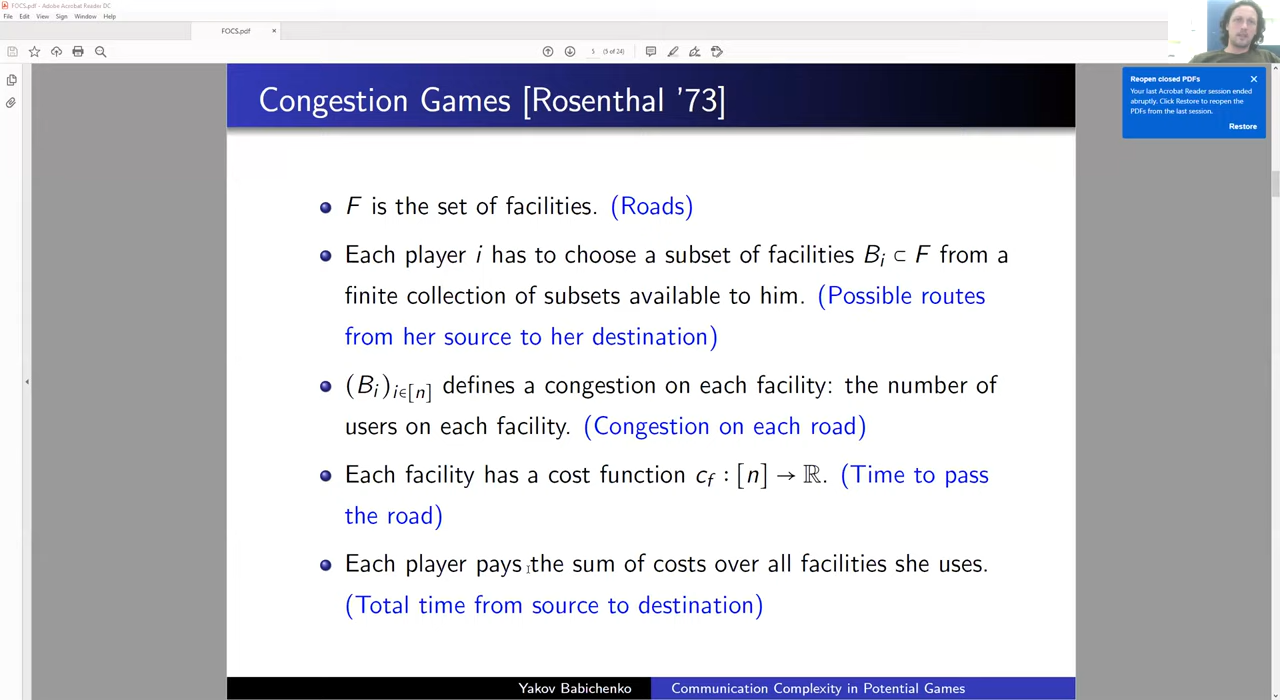 FOCS.pdf - Adobe Acrobat Reader DC
File Edit View Sign Window Help
FOCS.pdf ×
5 (5 of 24)
Reopen closed PDFs
Your last Acrobat Reader session ended
abruptly. Click Restore to reopen the
PDFs from the last session.
Restore
Congestion Games [Rosenthal '73]
F is the set of facilities. (Roads)
Each player i has to choose a subset of facilities Bᵢ ⊂ F from a
finite collection of subsets available to him. (Possible routes
from her source to her destination)
(Bᵢ)ᵢ∈[n] defines a congestion on each facility: the number of
users on each facility. (Congestion on each road)
Each facility has a cost function c_f : [n] → ℝ. (Time to pass
the road)
Each player pays the sum of costs over all facilities she uses.
(Total time from source to destination)
Yakov Babichenko Communication Complexity in Potential Games